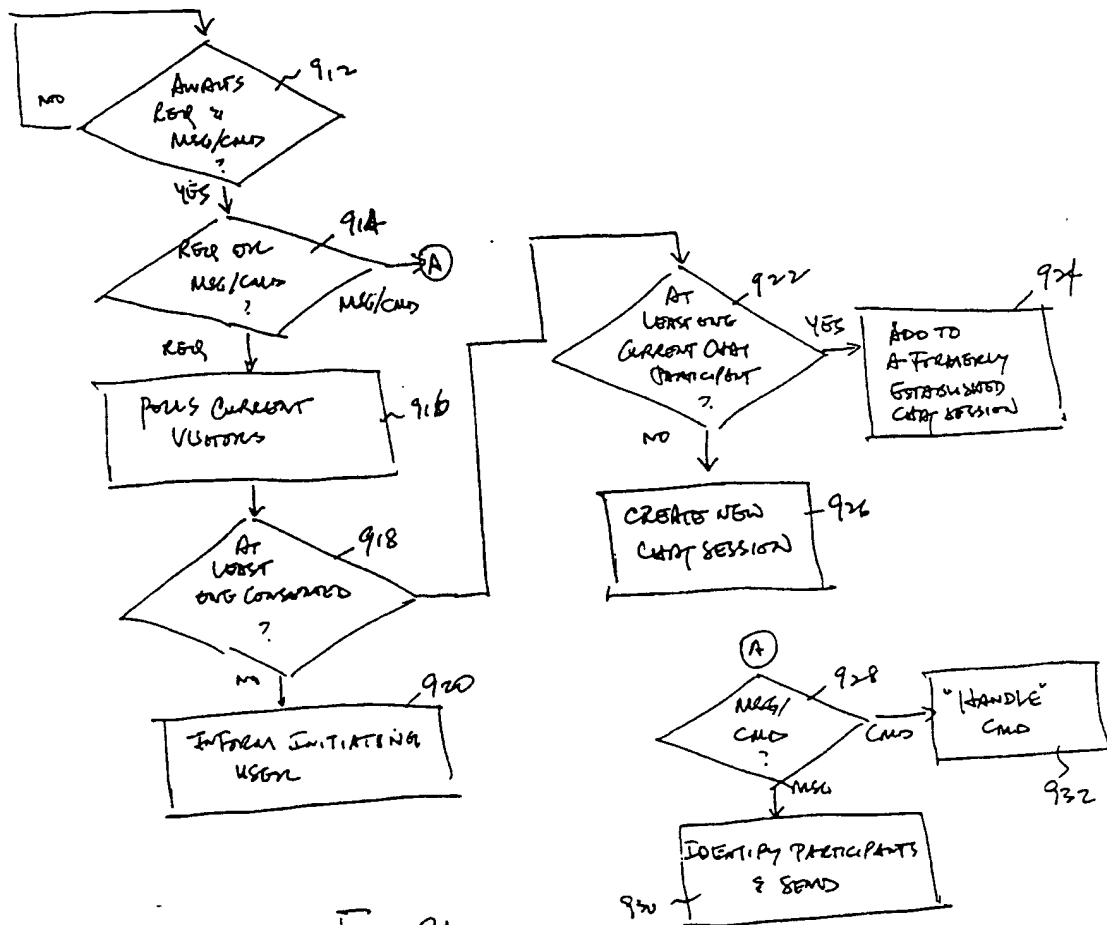 912
AWAITS
REQ &
MSG/CMD
?
NO
YES
914
REQ OR
MSG/CMD
?
A
MSG/CMD
REQ
POLLS CURRENT
VISITORS
916
AT
LEAST
ONE CONSENTED
?
918
NO
920
INFORM INITIATING
USER
AT
LEAST ONE
CURRENT CHAT
PARTICIPANT
?
922
YES
924
ADD TO
A FORMERLY
ESTABLISHED
CHAT SESSION
NO
CREATE NEW
CHAT SESSION
926
A
MSG/
CMD
?
928
CMD
"HANDLE"
CMD
932
MSG
IDENTIFY PARTICIPANTS
& SEND
930